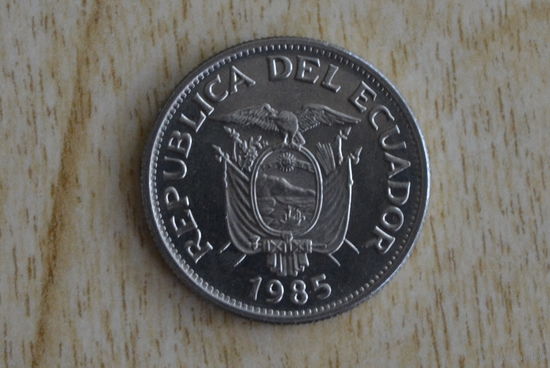 REPUBLICA DEL ECUADOR
1985